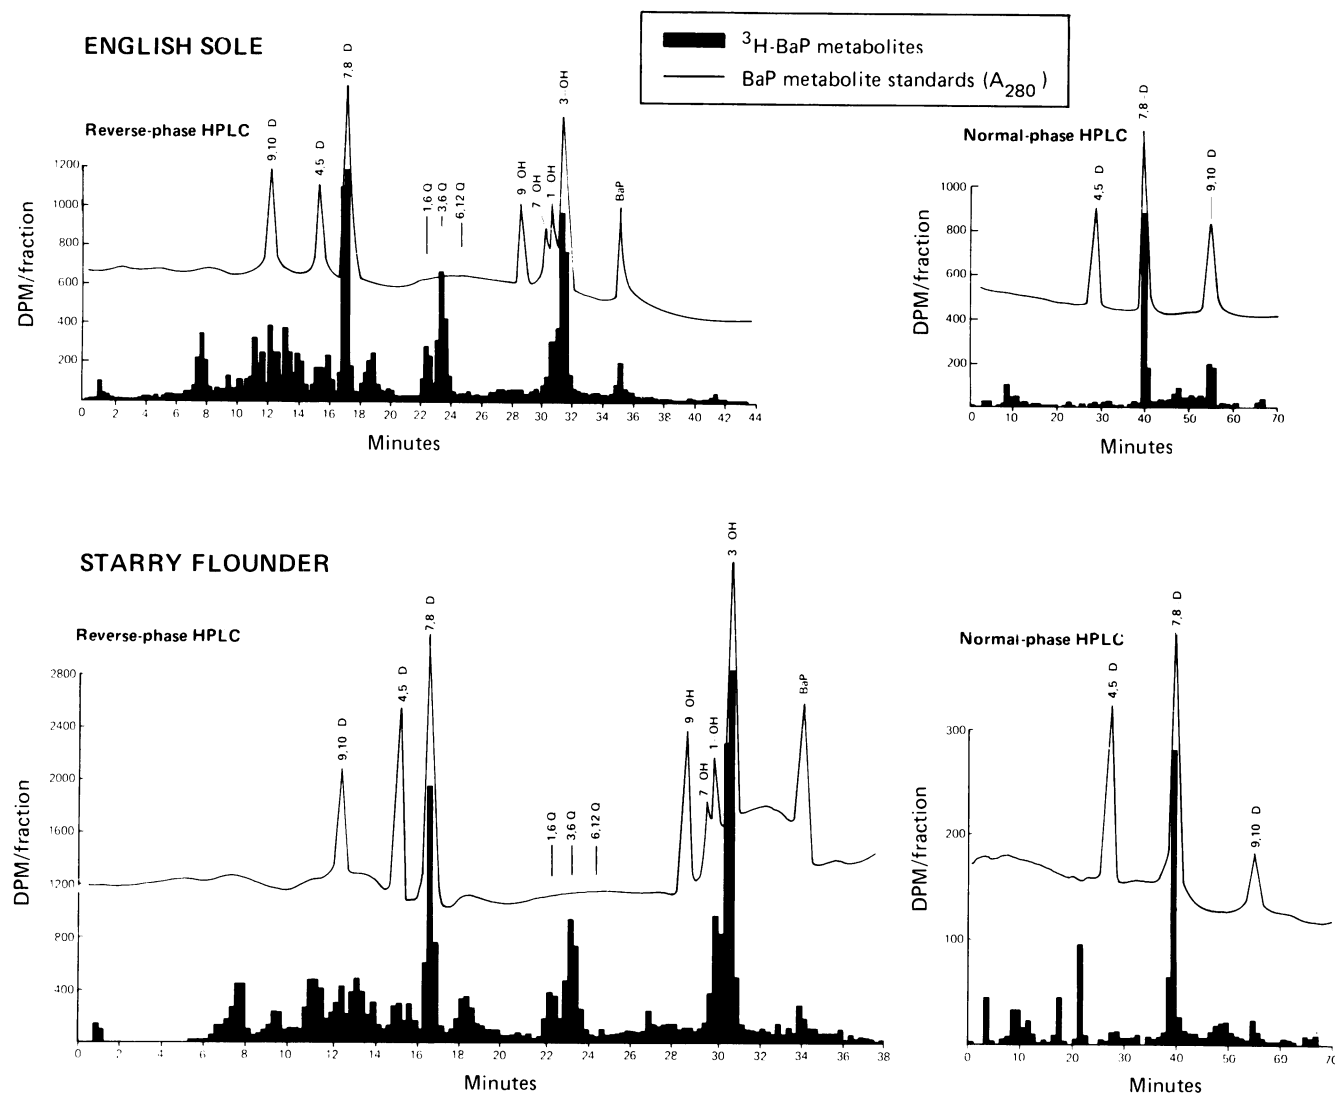 ENGLISH SOLE
³H-BaP metabolites
BaP metabolite standards (A₂₈₀)
Reverse-phase HPLC
9,10 D
4,5 D
7,8 D
1,6 Q
3,6 Q
6,12 Q
9 OH
7 OH
1 OH
3-OH
BaP
DPM/fraction
1200
1000
800
600
400
200
0 2 4 6 8 10 12 14 16 18 20 22 24 26 28 30 32 34 36 38 40 42 44
Minutes
Normal-phase HPLC
4,5 D
7,8-D
9,10 D
DPM/fraction
1000
800
600
400
200
0 10 20 30 40 50 60 70
Minutes
STARRY FLOUNDER
Reverse-phase HPLC
9,10 D
4,5 D
7,8 D
1,6 Q
3,6 Q
6,12 Q
9 OH
7 OH
1-OH
3 OH
BaP
DPM/fraction
2800
2400
2000
1600
1200
800
400
0
0 2 4 6 8 10 12 14 16 18 20 22 24 26 28 30 32 34 36 38
Minutes
Normal-phase HPLC
4,5 D
7,8 D
9,10 D
DPM/fraction
300
200
100
0
0 10 20 30 40 50 60 70
Minutes